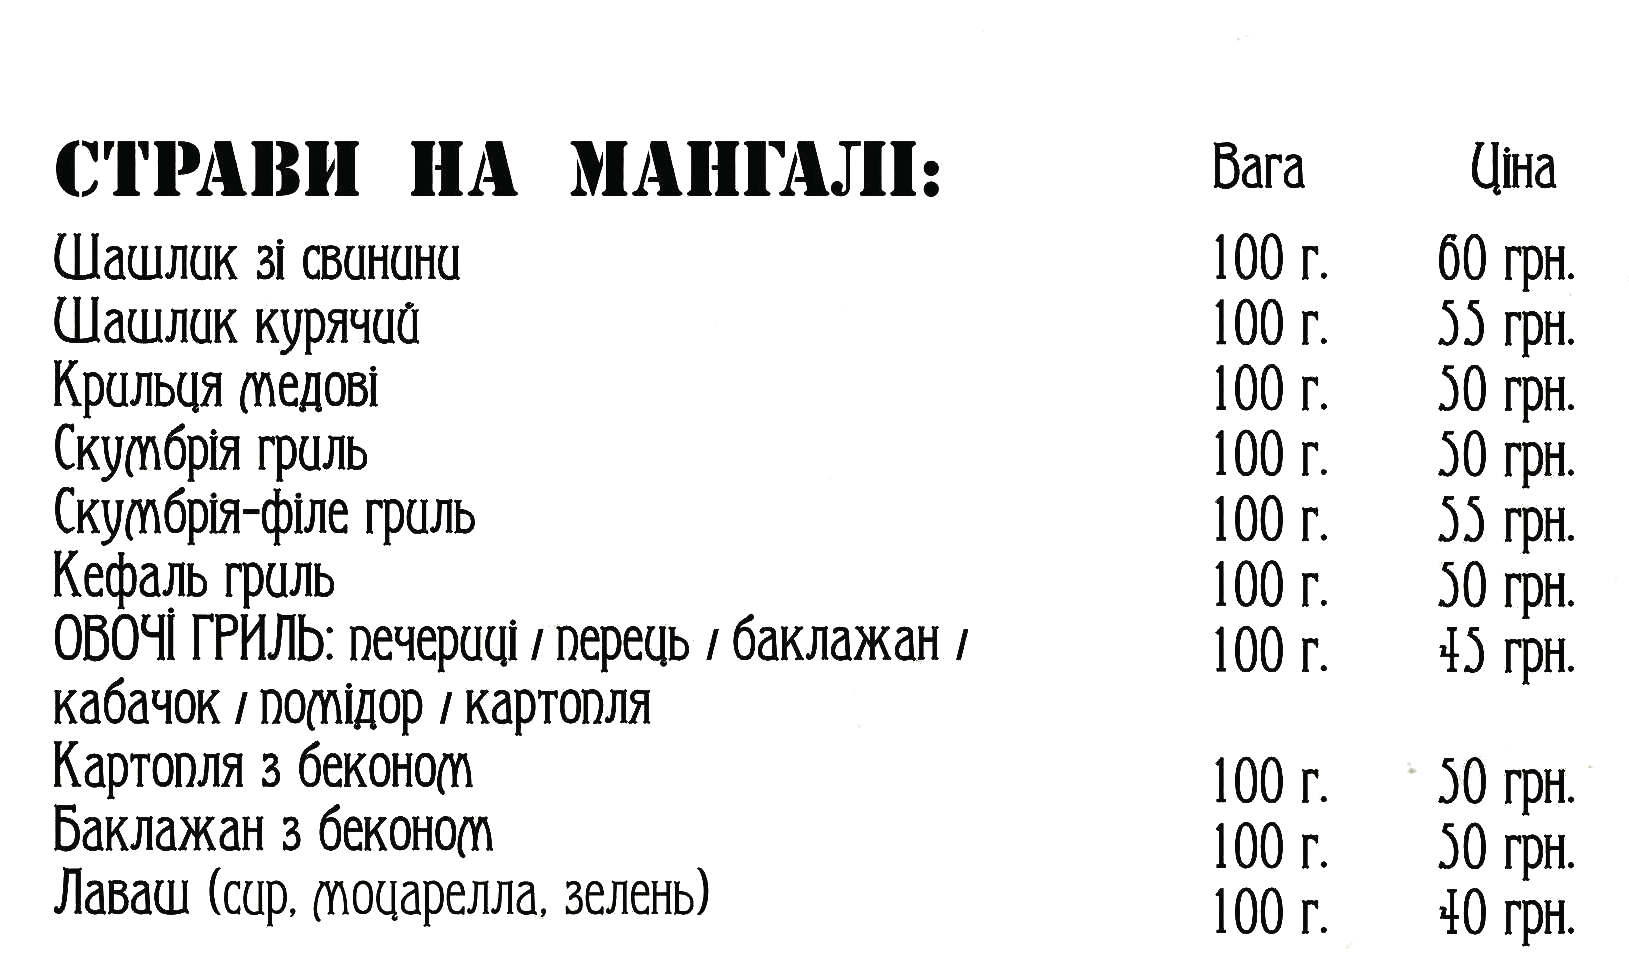 СТРАВИ НА МАНГАЛІ: Вага Ціна
Шашлик зі свинини 100 г. 60 грн.
Шашлик курячий 100 г. 55 грн.
Крильця медові 100 г. 50 грн.
Скумбрія гриль 100 г. 50 грн.
Скумбрія-філе гриль 100 г. 55 грн.
Кефаль гриль 100 г. 50 грн.
ОВОЧІ ГРИЛЬ: печериці / перець / баклажан / 100 г. 45 грн.
кабачок / помідор / картопля
Картопля з беконом 100 г. 50 грн.
Баклажан з беконом 100 г. 50 грн.
Лаваш (сир, моцарелла, зелень) 100 г. 40 грн.